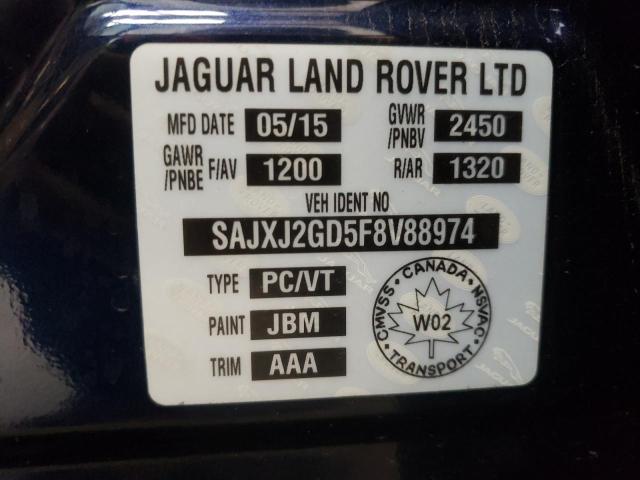 JAGUAR LAND ROVER LTD
MFD DATE 05/15 GVWR /PNBV 2450
GAWR /PNBE F/AV 1200 R/AR 1320
VEH IDENT NO
SAJXJ2GD5F8V88974
TYPE PC/VT
PAINT JBM
TRIM AAA
CMVSS · CANADA · NSVAC · TRANSPORT ·
W02